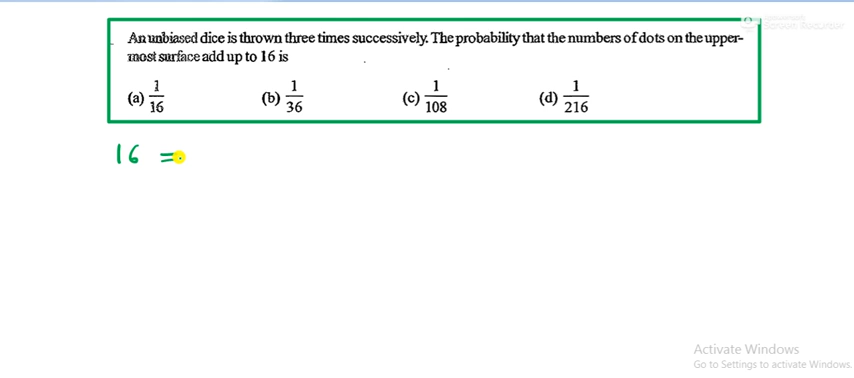 An unbiased dice is thrown three times successively. The probability that the numbers of dots on the upper-
most surface add up to 16 is
(a) 1/16 (b) 1/36 (c) 1/108 (d) 1/216
16 =
Activate Windows
Go to Settings to activate Windows.